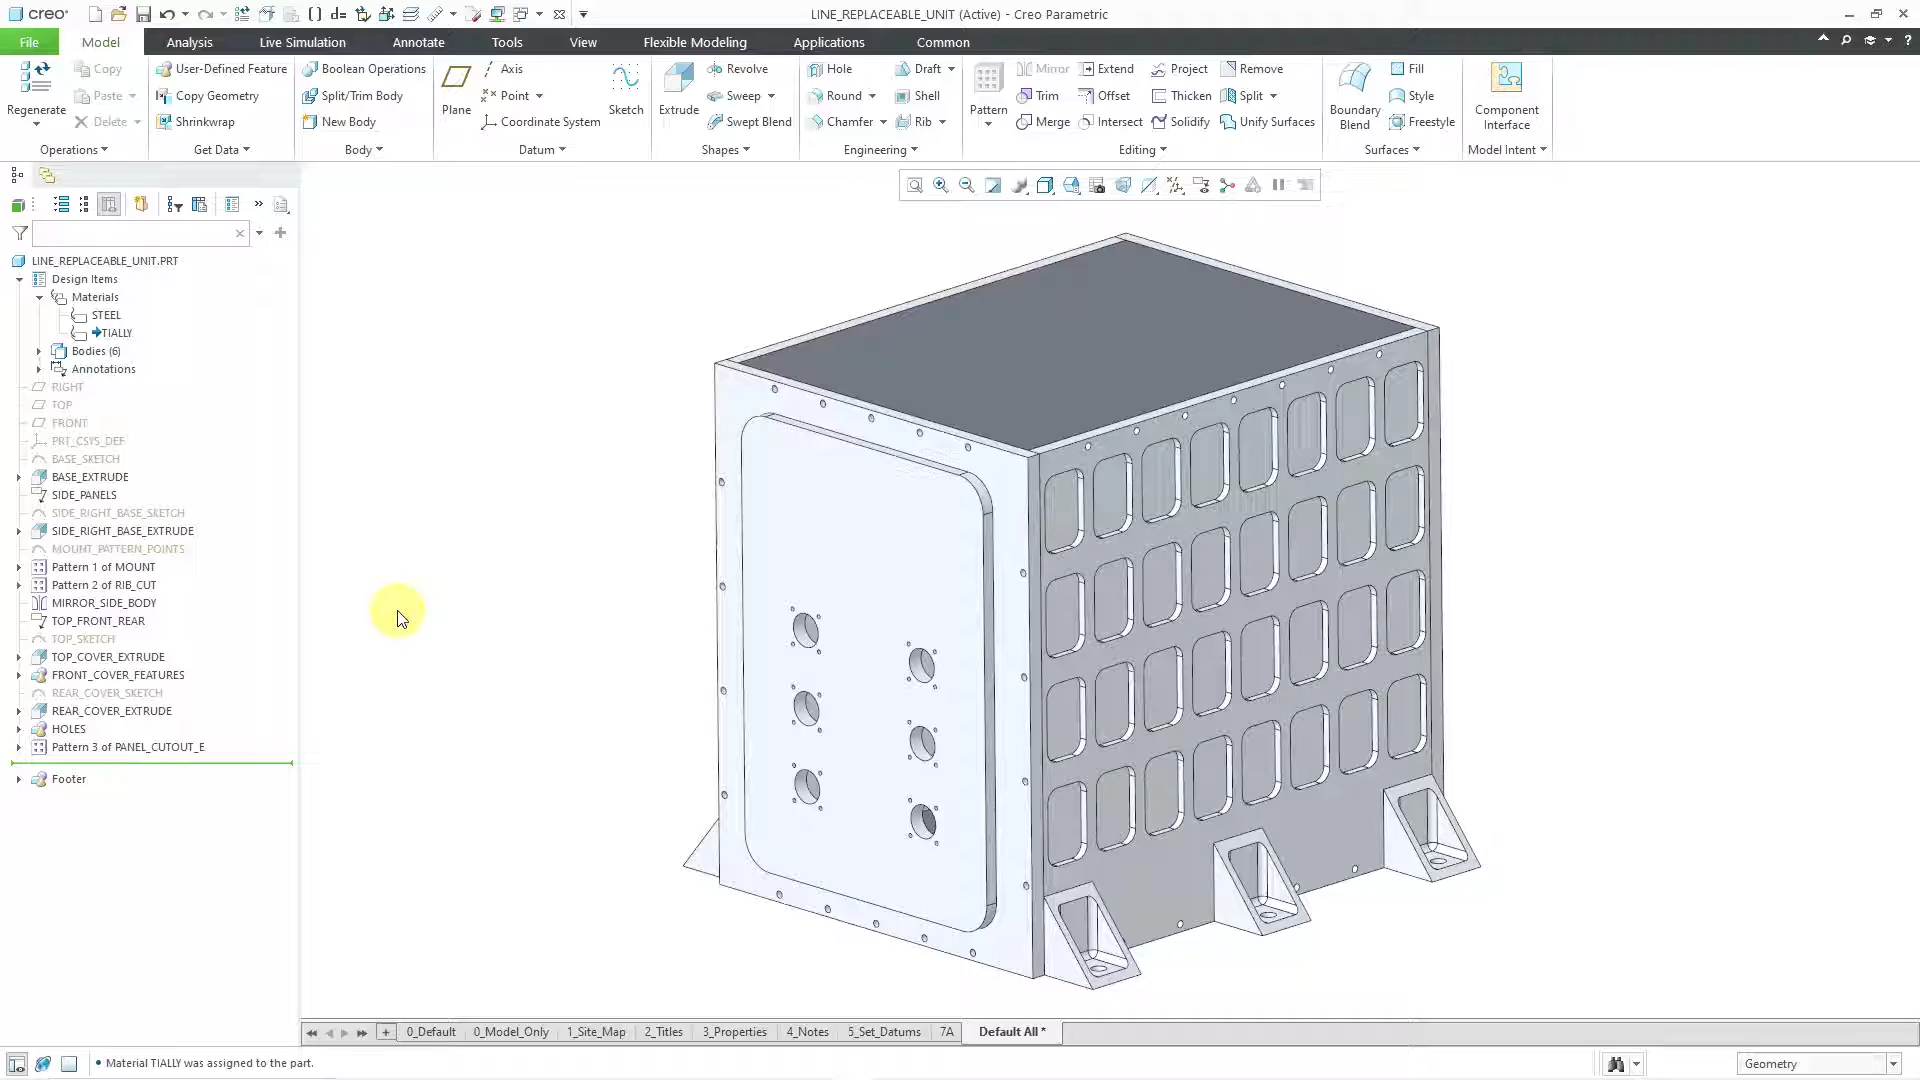 creo
LINE_REPLACEABLE_UNIT (Active) - Creo Parametric
File Model Analysis Live Simulation Annotate Tools View Flexible Modeling Applications Common
Copy User-Defined Feature Boolean Operations Axis Revolve Hole Draft Mirror Extend Project Remove Fill
Regenerate Paste Copy Geometry Split/Trim Body Plane Point Sketch Extrude Sweep Round Shell Pattern Trim Offset Thicken Split Boundary Blend Style Component Interface
Delete Shrinkwrap New Body Coordinate System Swept Blend Chamfer Rib Merge Intersect Solidify Unify Surfaces Freestyle
Operations Get Data Body Datum Shapes Engineering Editing Surfaces Model Intent
LINE_REPLACEABLE_UNIT.PRT
Design Items
Materials
STEEL
TIALLY
Bodies (6)
Annotations
RIGHT
TOP
FRONT
PRT_CSYS_DEF
BASE_SKETCH
BASE_EXTRUDE
SIDE_PANELS
SIDE_RIGHT_BASE_SKETCH
SIDE_RIGHT_BASE_EXTRUDE
MOUNT_PATTERN_POINTS
Pattern 1 of MOUNT
Pattern 2 of RIB_CUT
MIRROR_SIDE_BODY
TOP_FRONT_REAR
TOP_SKETCH
TOP_COVER_EXTRUDE
FRONT_COVER_FEATURES
REAR_COVER_SKETCH
REAR_COVER_EXTRUDE
HOLES
Pattern 3 of PANEL_CUTOUT_E
Footer
0_Default 0_Model_Only 1_Site_Map 2_Titles 3_Properties 4_Notes 5_Set_Datums 7A Default All *
• Material TIALLY was assigned to the part.
Geometry